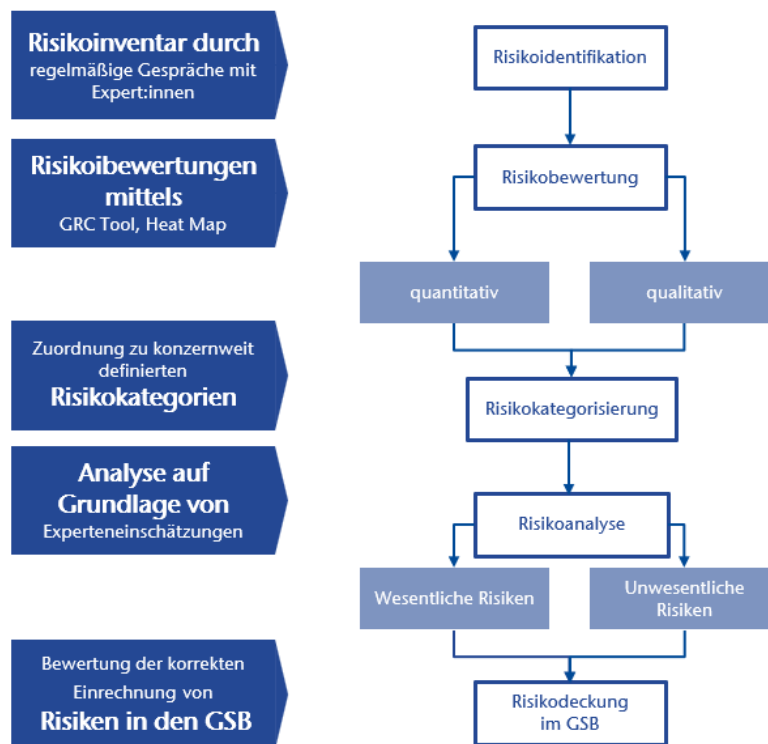 Risikoinventar durch
regelmäßige Gespräche mit
Expert:innen
Risikoidentifikation
Risikoibewertungen
mittels
GRC Tool, Heat Map
Risikobewertung
quantitativ
qualitativ
Zuordnung zu konzernweit
definierten
Risikokategorien
Risikokategorisierung
Analyse auf
Grundlage von
Experteneinschätzungen
Risikoanalyse
Wesentliche Risiken
Unwesentliche
Risiken
Bewertung der korrekten
Einrechnung von
Risiken in den GSB
Risikodeckung
im GSB